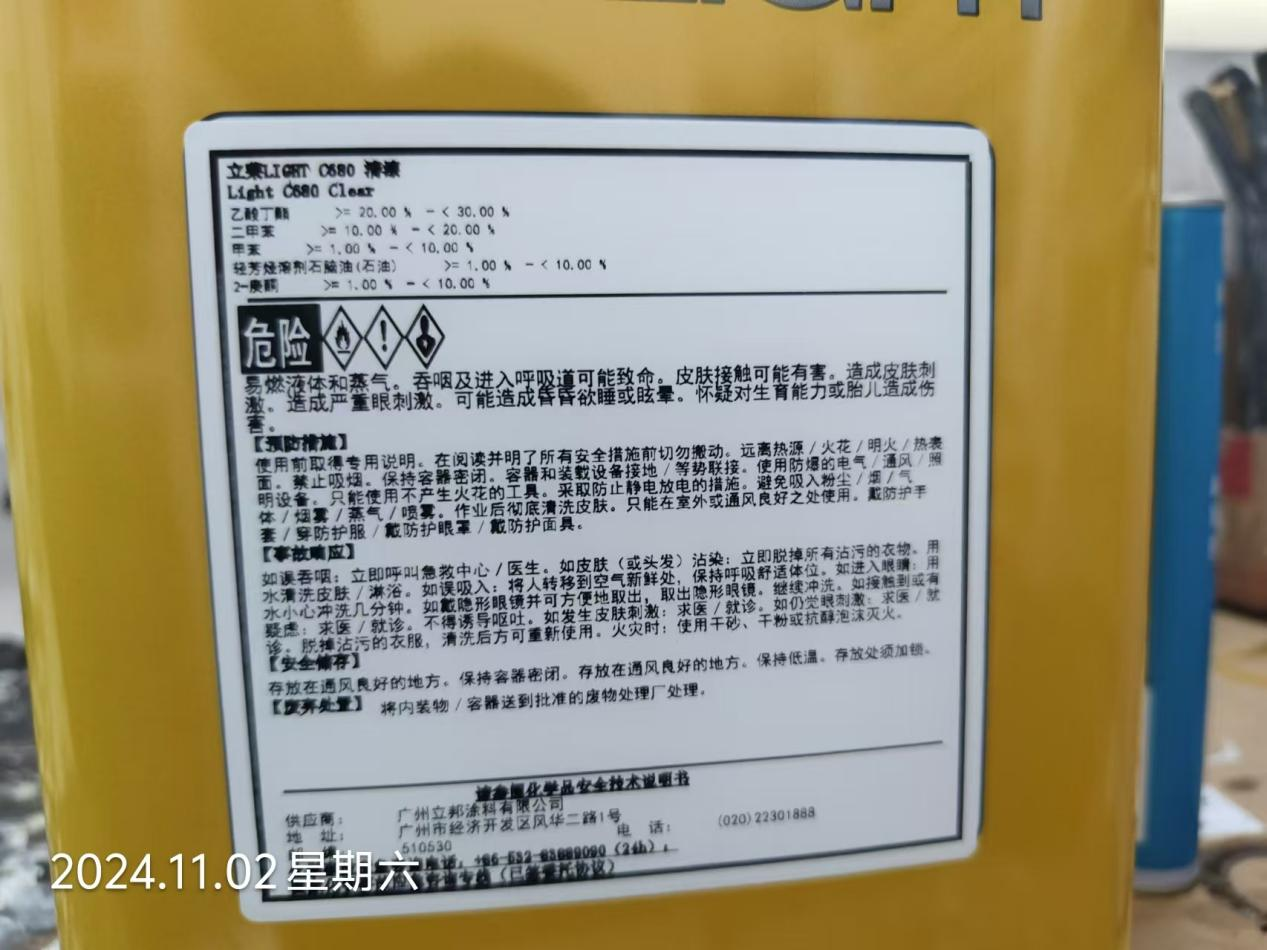 立莱LIGHT C680 清漆
Light C680 Clear
乙酸丁酯 >= 20.00 % - < 30.00 %
二甲苯 >= 10.00 % - < 20.00 %
甲苯 >= 1.00 % - < 10.00 %
轻芳烃溶剂石脑油(石油) >= 1.00 % - < 10.00 %
2-庚酮 >= 1.00 % - < 10.00 %
危险
易燃液体和蒸气。吞咽及进入呼吸道可能致命。皮肤接触可能有害。造成皮肤刺
激。造成严重眼刺激。可能造成昏昏欲睡或眩晕。怀疑对生育能力或胎儿造成伤
害。
【预防措施】
使用前取得专用说明。在阅读并明了所有安全措施前切勿搬动。远离热源/火花/明火/热表
面。禁止吸烟。保持容器密闭。容器和装载设备接地/等势联接。使用防爆的电气/通风/照
明设备。只能使用不产生火花的工具。采取防止静电放电的措施。避免吸入粉尘/烟/气
体/烟雾/蒸气/喷雾。作业后彻底清洗皮肤。只能在室外或通风良好之处使用。戴防护手
套/穿防护服/戴防护眼罩/戴防护面具。
【事故响应】
如误吞咽：立即呼叫急救中心/医生。如皮肤（或头发）沾染：立即脱掉所有沾污的衣物。用
水清洗皮肤/淋浴。如误吸入：将人转移到空气新鲜处，保持呼吸舒适体位。如进入眼睛：用
水小心冲洗几分钟。如戴隐形眼镜并可方便地取出，取出隐形眼镜。继续冲洗。如接触到或有
疑虑：求医/就诊。不得诱导呕吐。如发生皮肤刺激：求医/就诊。如仍觉眼刺激：求医/就
诊。脱掉沾污的衣服，清洗后方可重新使用。火灾时：使用干砂、干粉或抗醇泡沫灭火。
【安全储存】
存放在通风良好的地方。保持容器密闭。存放在通风良好的地方。保持低温。存放处须加锁。
【废弃处置】 将内装物/容器送到批准的废物处理厂处理。
请参阅化学品安全技术说明书
供应商： 广州立邦涂料有限公司
地 址： 广州市经济开发区风华二路1号
电 话： (020)22301888
510530
电话：+86-532-83889090（24h），
咨询专线（已签委托协议）
2024.11.02 星期六